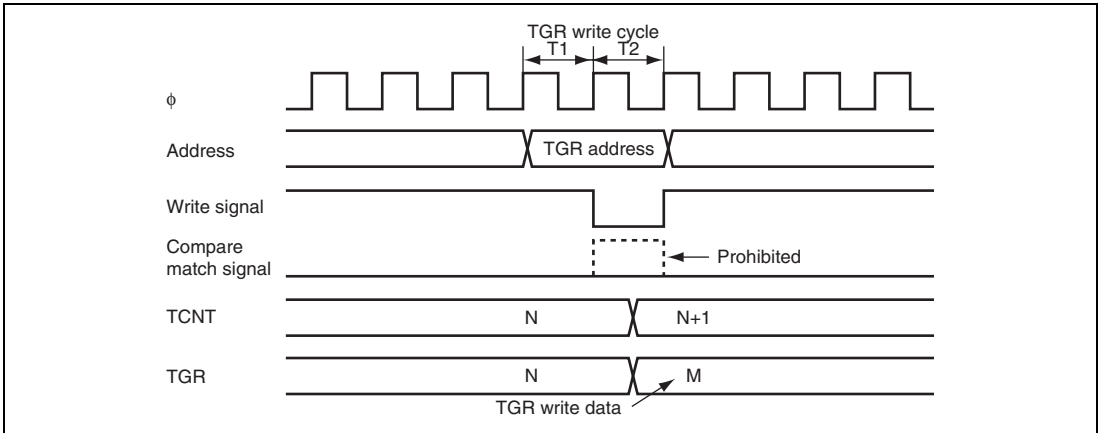 TGR write cycle
T1 T2
ϕ
Address
TGR address
Write signal
Compare
match signal
Prohibited
TCNT
N
N+1
TGR
N
M
TGR write data